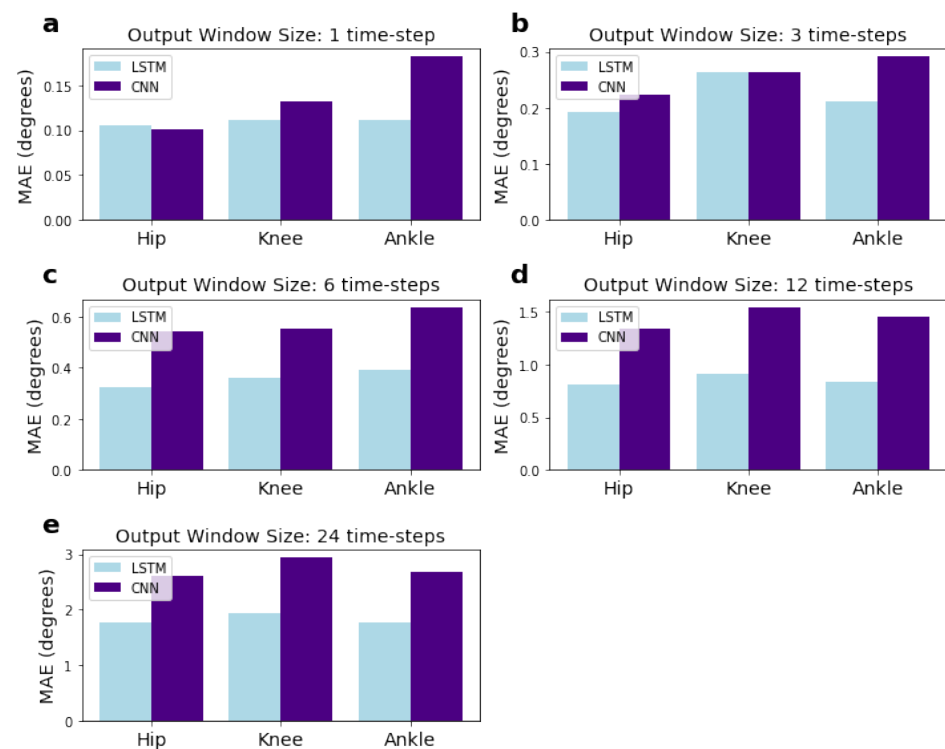 a
Output Window Size: 1 time-step
MAE (degrees)
0.15
0.10
0.05
0.00
LSTM
CNN
Hip Knee Ankle
b
Output Window Size: 3 time-steps
MAE (degrees)
0.3
0.2
0.1
0.0
LSTM
CNN
Hip Knee Ankle
c
Output Window Size: 6 time-steps
MAE (degrees)
0.6
0.4
0.2
0.0
LSTM
CNN
Hip Knee Ankle
d
Output Window Size: 12 time-steps
MAE (degrees)
1.5
1.0
0.5
0.0
LSTM
CNN
Hip Knee Ankle
e
Output Window Size: 24 time-steps
MAE (degrees)
3
2
1
0
LSTM
CNN
Hip Knee Ankle